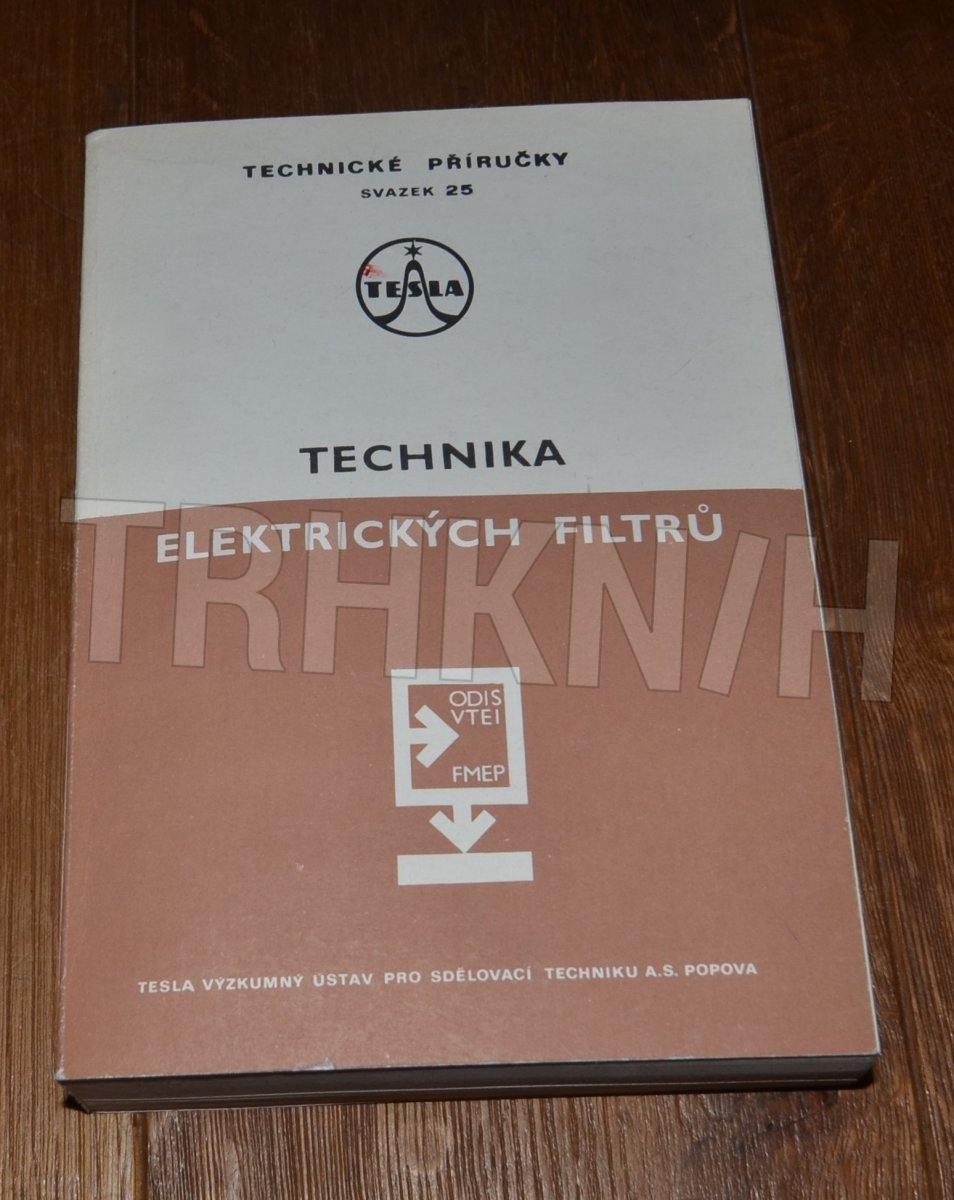 TECHNICKÉ PŘÍRUČKY
SVAZEK 25
TESLA
TECHNIKA
ELEKTRICKÝCH FILTRŮ
TRHKNIH
ODIS
VTEI
FMEP
TESLA VÝZKUMNÝ ÚSTAV PRO SDĚLOVACÍ TECHNIKU A.S. POPOVA